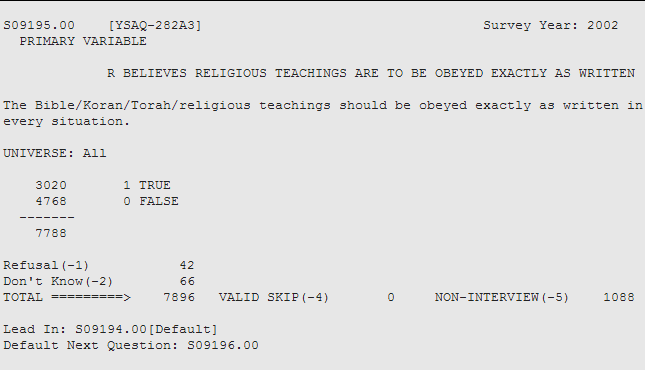 S09195.00    [YSAQ-282A3]                                        Survey Year: 2002
  PRIMARY VARIABLE
             R BELIEVES RELIGIOUS TEACHINGS ARE TO BE OBEYED EXACTLY AS WRITTEN
The Bible/Koran/Torah/religious teachings should be obeyed exactly as written in
every situation.
UNIVERSE: All
    3020       1 TRUE
    4768       0 FALSE
  -------
    7788
Refusal(-1)           42
Don't Know(-2)        66
TOTAL =========>    7896   VALID SKIP(-4)       0     NON-INTERVIEW(-5)    1088
Lead In: S09194.00[Default]
Default Next Question: S09196.00